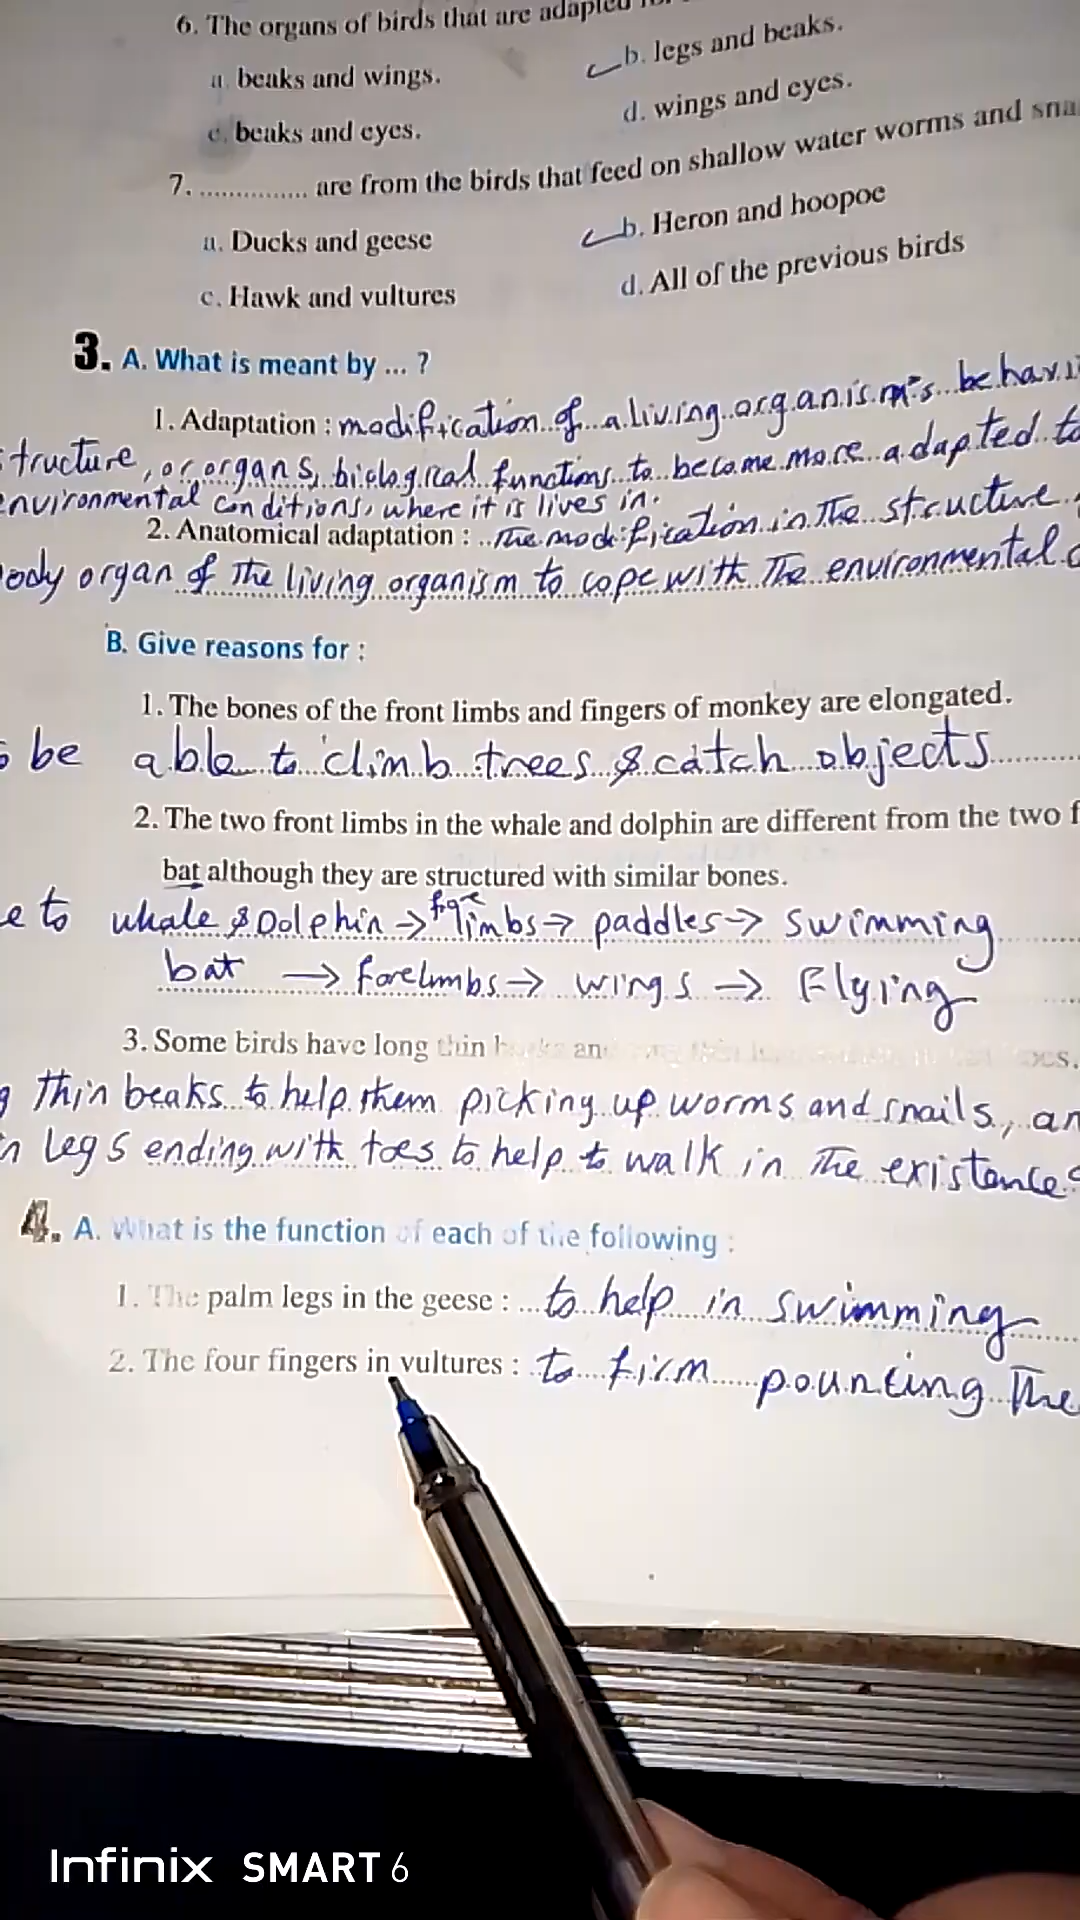 6. The organs of birds that are adapted
a. beaks and wings.
b. legs and beaks.
c. beaks and eyes.
d. wings and eyes.
7. .............. are from the birds that feed on shallow water worms and sna
a. Ducks and geese
b. Heron and hoopoe
c. Hawk and vultures
d. All of the previous birds
3. A. What is meant by ... ?
1. Adaptation : modification of a living organism's behavi
structure, or organs, biological functions to become more adapted to
environmental conditions, where it is lives in.
2. Anatomical adaptation : The modification in the structure
body organ of the living organism to cope with the environmental c
B. Give reasons for :
1. The bones of the front limbs and fingers of monkey are elongated.
be able to climb trees & catch objects
2. The two front limbs in the whale and dolphin are different from the two f
bat although they are structured with similar bones.
e to whale & Dolphin → fore limbs → paddles → swimming
bat → forelimbs → wings → Flying
3. Some birds have long thin
g thin beaks to help them picking up worms and snails, an
n legs ending with toes to help to walk in the existence
4. A. What is the function of each of the following :
1. The palm legs in the geese : to help in swimming
2. The four fingers in vultures : to firm pouncing The
Infinix SMART 6